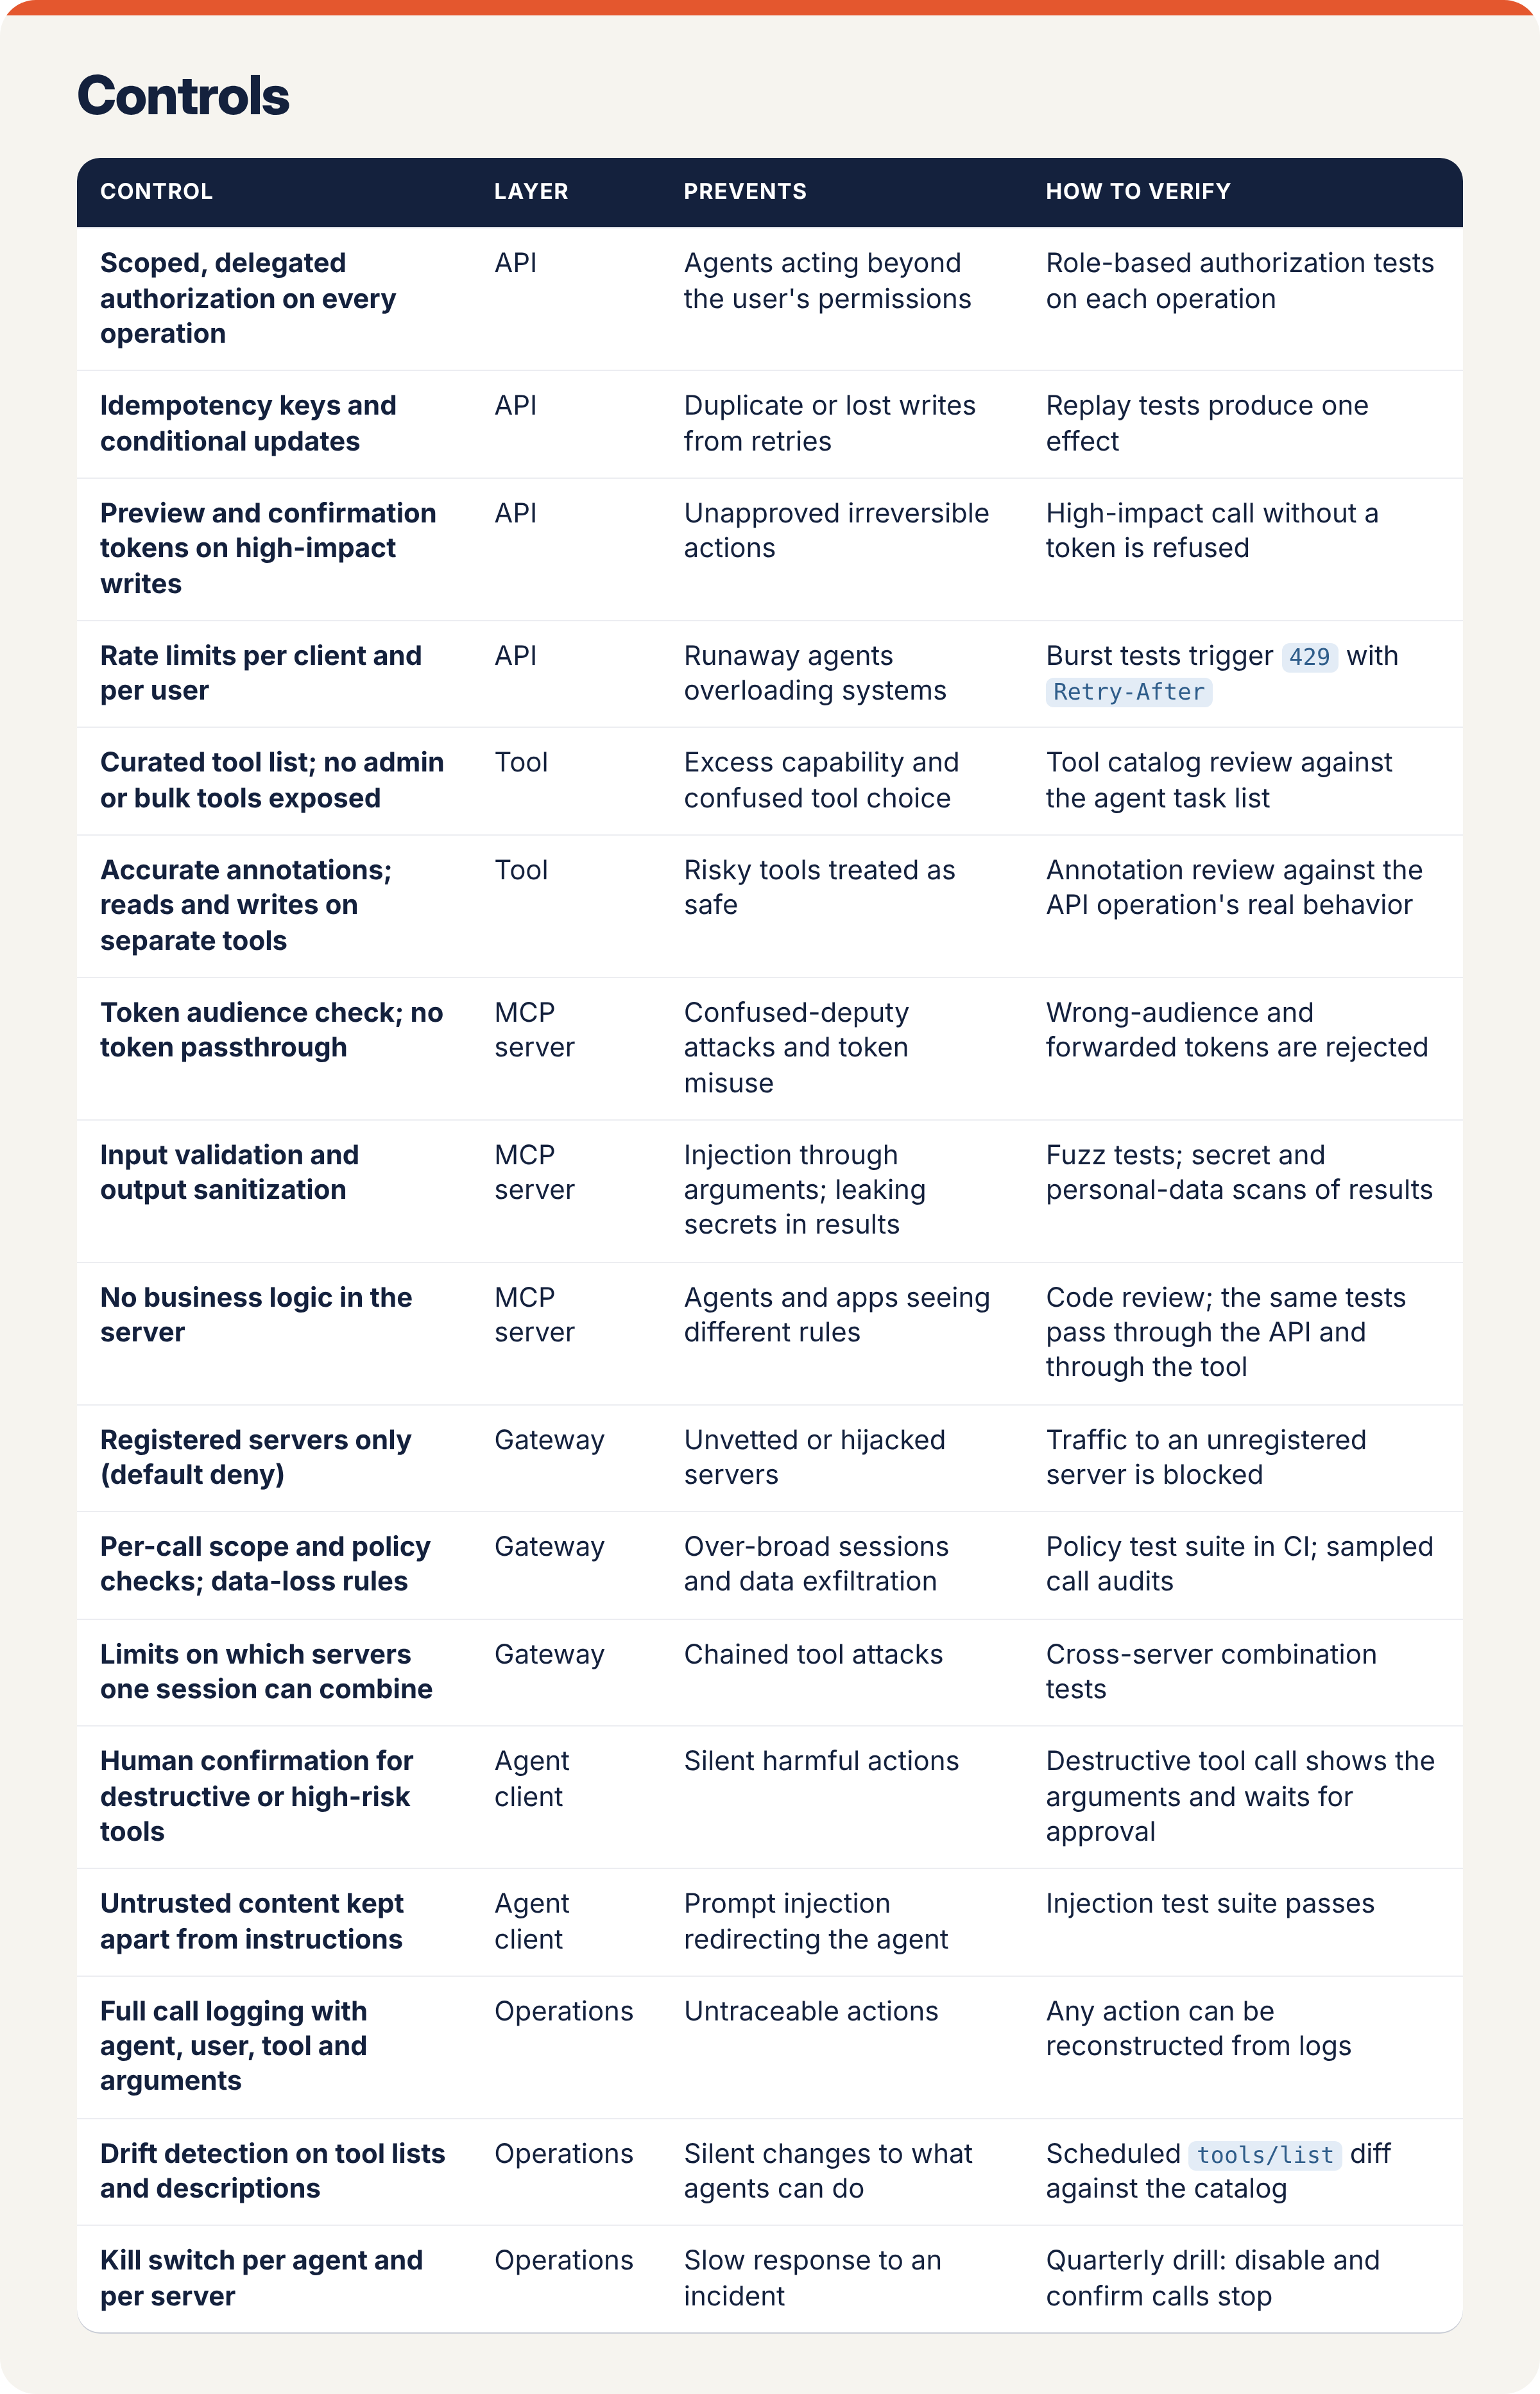 Controls
CONTROL LAYER PREVENTS HOW TO VERIFY
Scoped, delegated API Agents acting beyond Role-based authorization tests
authorization on every the user's permissions on each operation
operation
Idempotency keys and API Duplicate or lost writes Replay tests produce one
conditional updates from retries effect
Preview and confirmation API Unapproved irreversible High-impact call without a
tokens on high-impact actions token is refused
writes
Rate limits per client and API Runaway agents Burst tests trigger 429 with
per user overloading systems Retry-After
Curated tool list; no admin Tool Excess capability and Tool catalog review against
or bulk tools exposed confused tool choice the agent task list
Accurate annotations; Tool Risky tools treated as Annotation review against the
reads and writes on safe API operation's real behavior
separate tools
Token audience check; no MCP Confused-deputy Wrong-audience and
token passthrough server attacks and token forwarded tokens are rejected
misuse
Input validation and MCP Injection through Fuzz tests; secret and
output sanitization server arguments; leaking personal-data scans of results
secrets in results
No business logic in the MCP Agents and apps seeing Code review; the same tests
server server different rules pass through the API and
through the tool
Registered servers only Gateway Unvetted or hijacked Traffic to an unregistered
(default deny) servers server is blocked
Per-call scope and policy Gateway Over-broad sessions Policy test suite in CI; sampled
checks; data-loss rules and data exfiltration call audits
Limits on which servers Gateway Chained tool attacks Cross-server combination
one session can combine tests
Human confirmation for Agent Silent harmful actions Destructive tool call shows the
destructive or high-risk client arguments and waits for
tools approval
Untrusted content kept Agent Prompt injection Injection test suite passes
apart from instructions client redirecting the agent
Full call logging with Operations Untraceable actions Any action can be
agent, user, tool and reconstructed from logs
arguments
Drift detection on tool lists Operations Silent changes to what Scheduled tools/list diff
and descriptions agents can do against the catalog
Kill switch per agent and Operations Slow response to an Quarterly drill: disable and
per server incident confirm calls stop